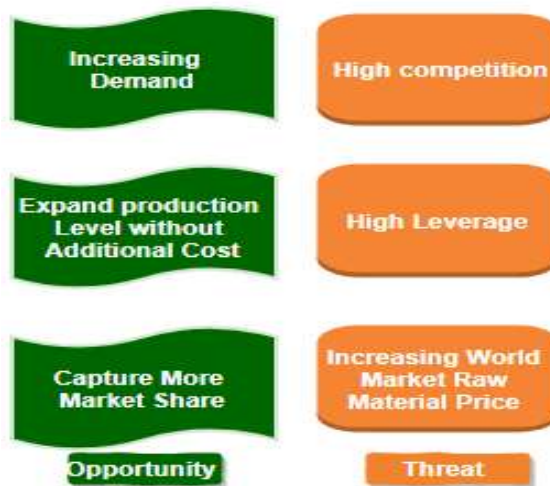 Increasing
Demand
High competition
Expand production
Level without
Additional Cost
High Leverage
Capture More
Market Share
Increasing World
Market Raw
Material Price
Opportunity
Threat